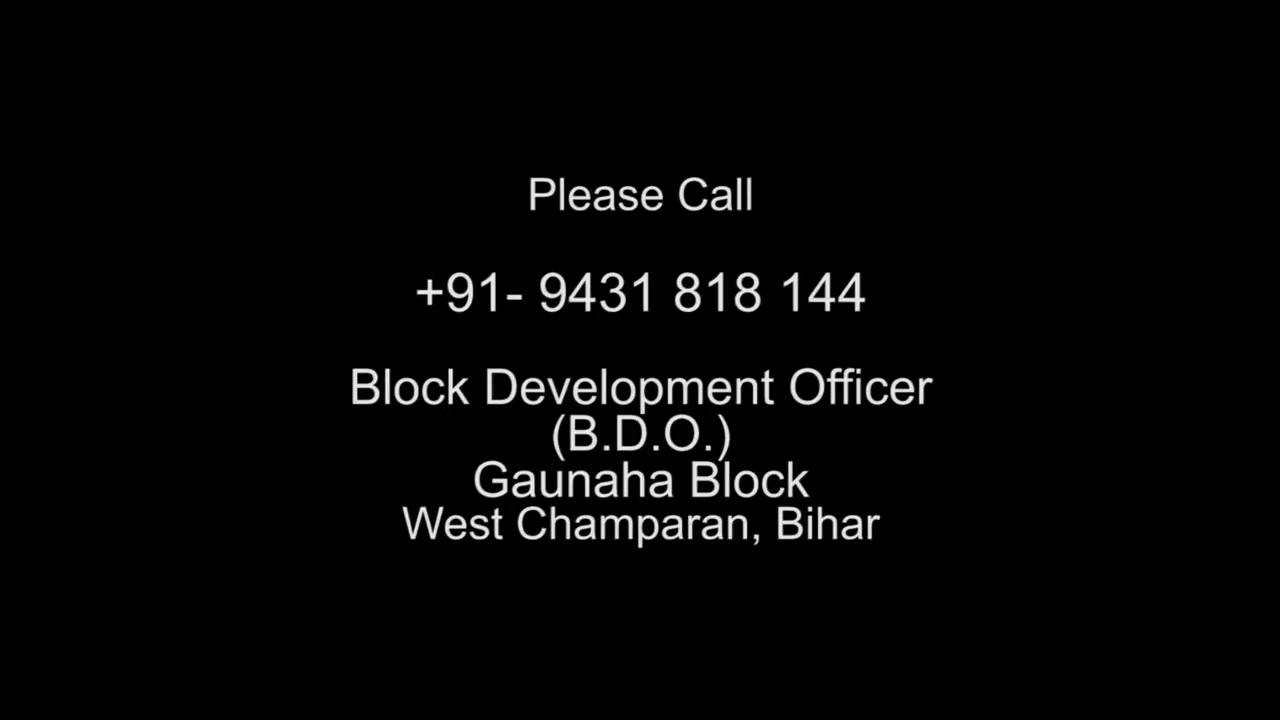 Please Call
+91- 9431 818 144
Block Development Officer
(B.D.O.)
Gaunaha Block
West Champaran, Bihar